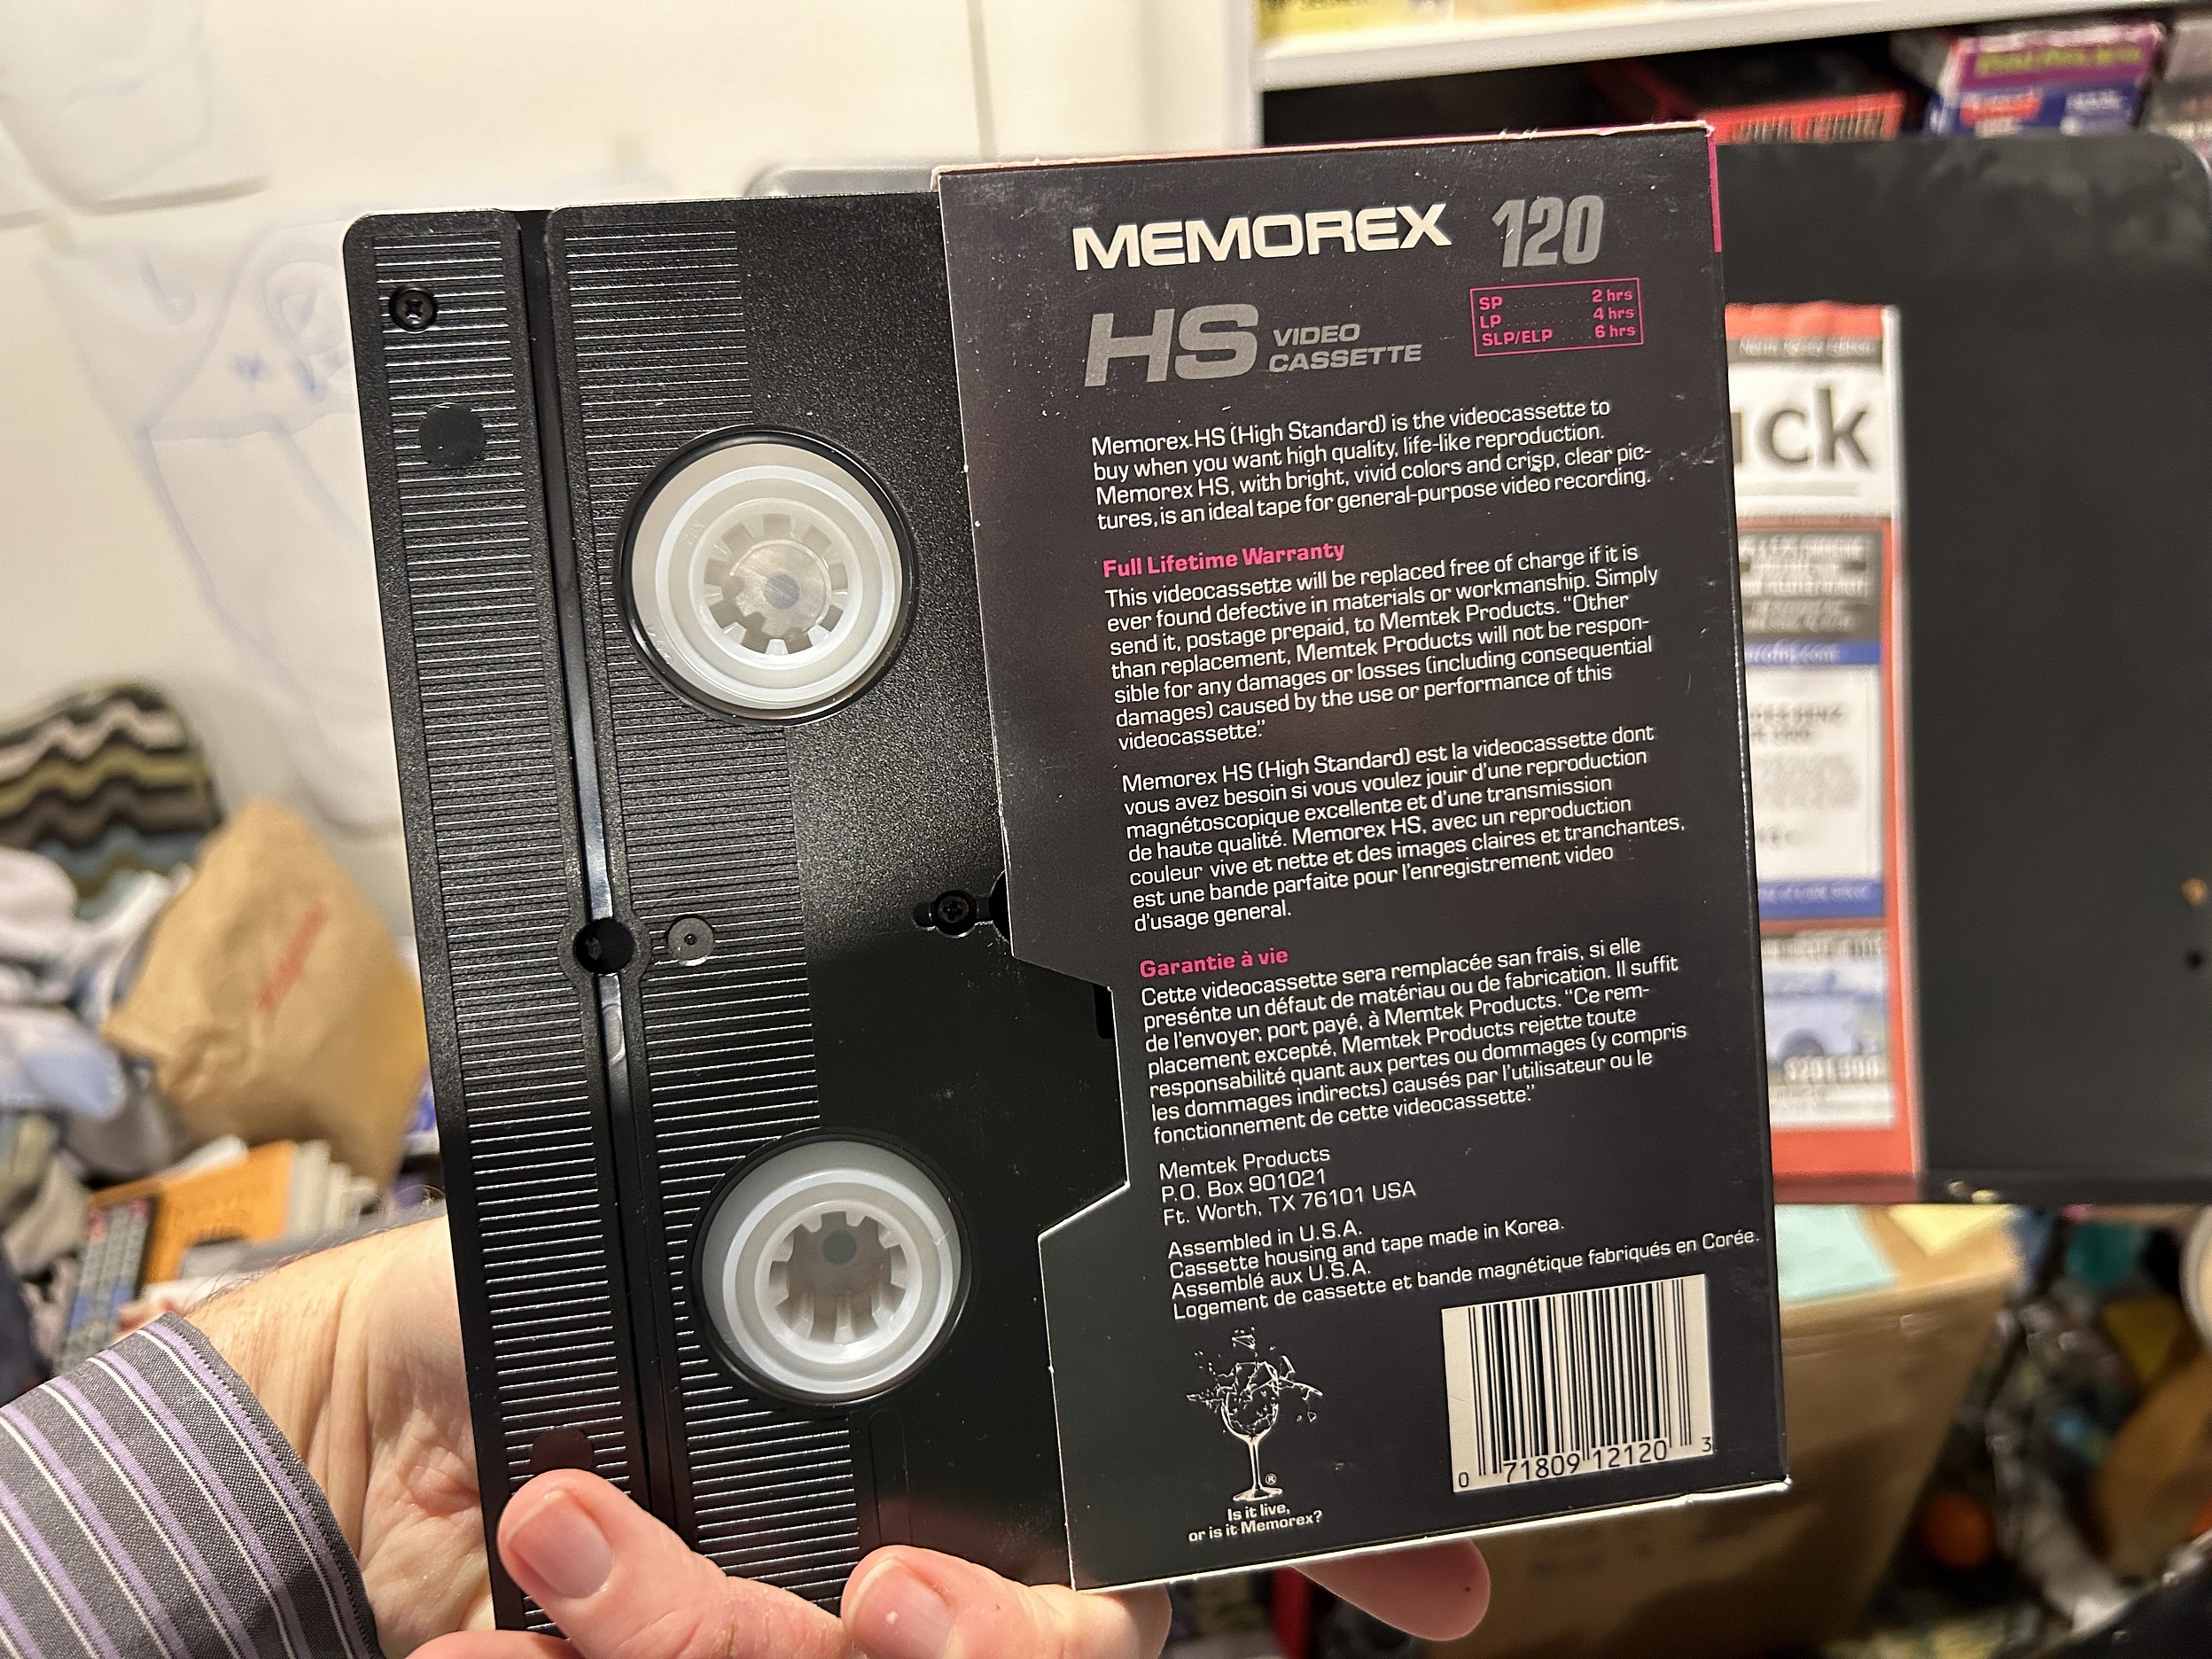 MEMOREX 120
HS VIDEO
CASSETTE
SP 2 hrs
LP 4 hrs
SLP/ELP 6 hrs
Memorex HS (High Standard) is the videocassette to
buy when you want high quality, life-like reproduction.
Memorex HS, with bright, vivid colors and crisp, clear pic-
tures, is an ideal tape for general-purpose video recording.
Full Lifetime Warranty
This videocassette will be replaced free of charge if it is
ever found defective in materials or workmanship. Simply
send it, postage prepaid, to Memtek Products. “Other
than replacement, Memtek Products will not be respon-
sible for any damages or losses (including consequential
damages) caused by the use or performance of this
videocassette.”
Memorex HS (High Standard) est la videocassette dont
vous avez besoin si vous voulez jouir d’une reproduction
magnétoscopique excellente et d’une transmission
de haute qualité. Memorex HS, avec un reproduction
couleur vive et nette et des images claires et tranchantes,
est une bande parfaite pour l’enregistrement video
d’usage general.
Garantie à vie
Cette videocassette sera remplacée san frais, si elle
presénte un défaut de matériau ou de fabrication. Il suffit
de l’envoyer, port payé, à Memtek Products. “Ce rem-
placement excepté, Memtek Products rejette toute
responsabilité quant aux pertes ou dommages (y compris
les dommages indirects) causés par l’utilisateur ou le
fonctionnement de cette videocassette.”
Memtek Products
P.O. Box 901021
Ft. Worth, TX 76101 USA
Assembled in U.S.A.
Cassette housing and tape made in Korea.
Assemblé aux U.S.A.
Logement de cassette et bande magnétique fabriqués en Corée.
0 71809 12120 3
®
Is it live,
or is it Memorex?
uck